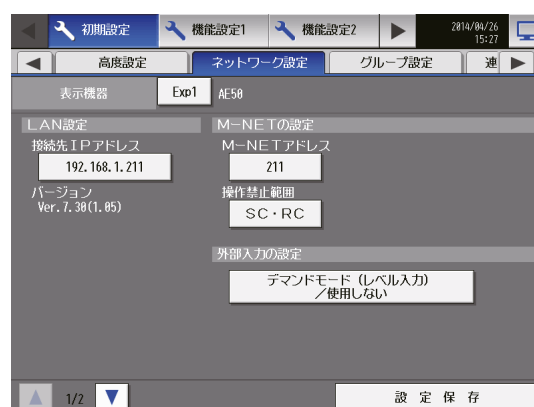 初期設定 機能設定1 機能設定2 2014/04/26
15:27
高度設定 ネットワーク設定 グループ設定 連
表示機器 Exp1 AE50
LAN設定 M-NETの設定
接続先IPアドレス M-NETアドレス
192.168.1.211 211
バージョン 操作禁止範囲
Ver.7.30(1.05) SC・RC
外部入力の設定
デマンドモード(レベル入力)
/使用しない
1/2 設定保存